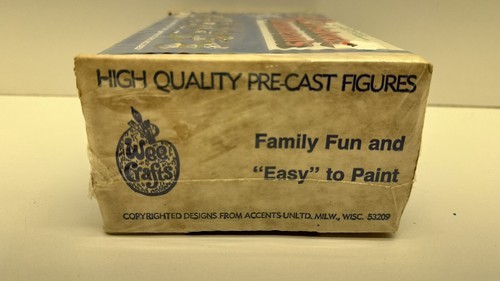 HIGH QUALITY PRE-CAST FIGURES
Wee
Crafts
Family Fun and
"Easy" to Paint
COPYRIGHTED DESIGNS FROM ACCENTS UNLTD. MILW., WISC. 53209